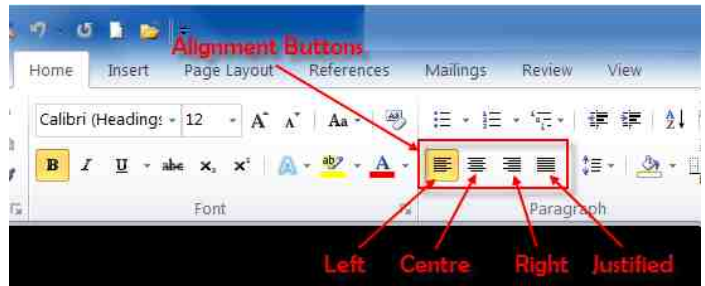 Alignment Buttons
Home Insert Page Layout References Mailings Review View
Calibri (Headings 12 A A Aa
B I U abc x₂ x² A ab A
Font Paragraph
Left Centre Right Justified